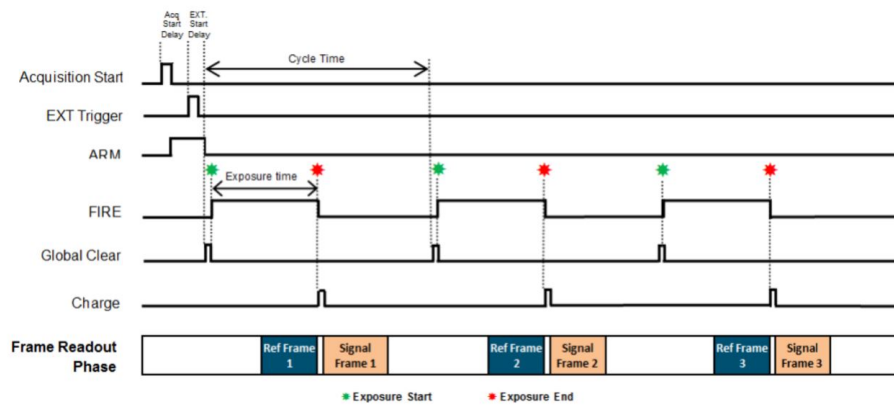 Acq
Start
Delay
EXT.
Start
Delay
Cycle Time
Acquisition Start
EXT Trigger
ARM
Exposure time
FIRE
Global Clear
Charge
Frame Readout
Phase
Ref Frame
1
Signal
Frame 1
Ref Frame
2
Signal
Frame 2
Ref Frame
3
Signal
Frame 3
Exposure Start
Exposure End